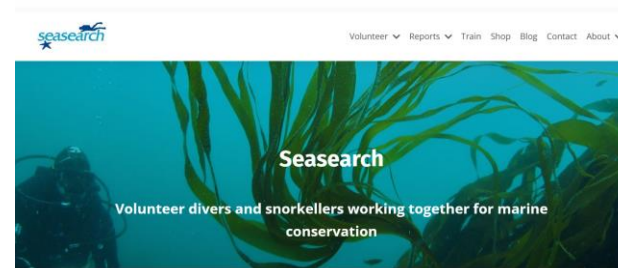 seasearch
Volunteer Reports Train Shop Blog Contact About
Seasearch
Volunteer divers and snorkellers working together for marine
conservation